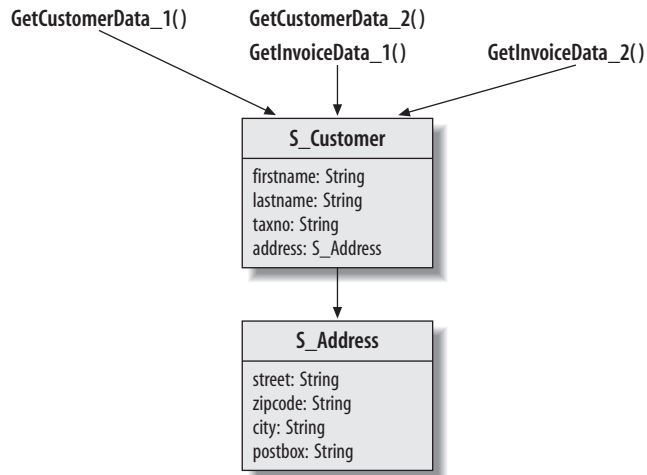 GetCustomerData_1()
GetCustomerData_2()
GetInvoiceData_1()
GetInvoiceData_2()
S_Customer
firstname: String
lastname: String
taxno: String
address: S_Address
S_Address
street: String
zipcode: String
city: String
postbox: String